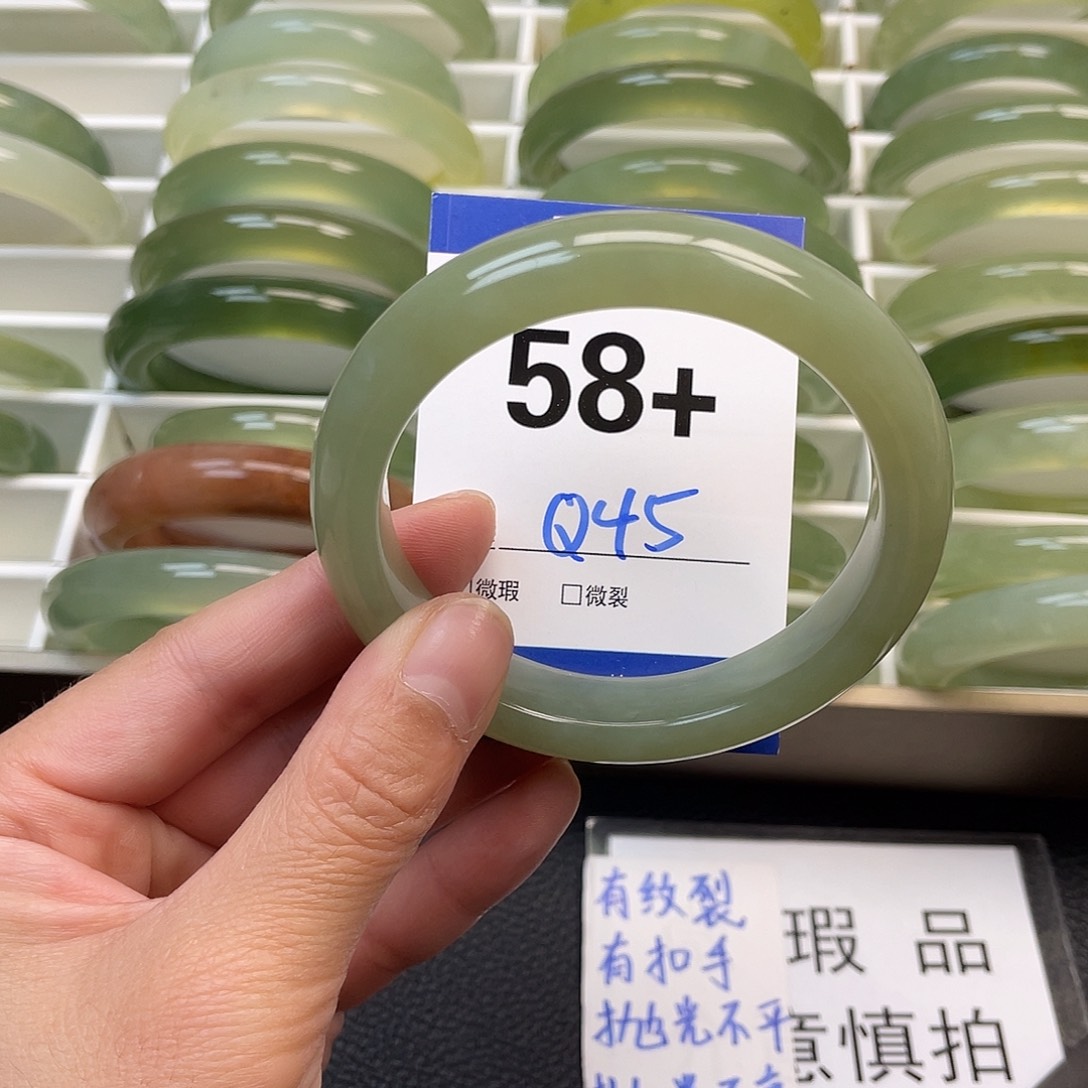 58+
Q45
微瑕 □微裂
有纹裂
有扣手
抛光不平
瑕 品
意慎拍